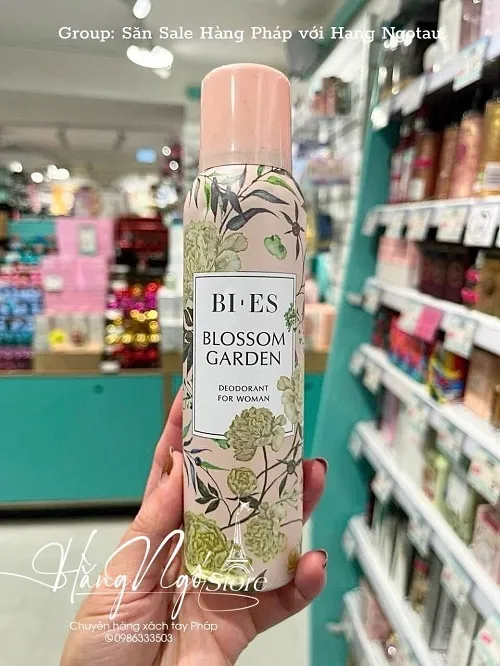 Group: Săn Sale Hàng Pháp với Hang Ngotau
BI·ES
BLOSSOM
GARDEN
DEODORANT
FOR WOMAN
Hằng Ngố Store
Chuyên hàng xách tay Pháp
0986333503